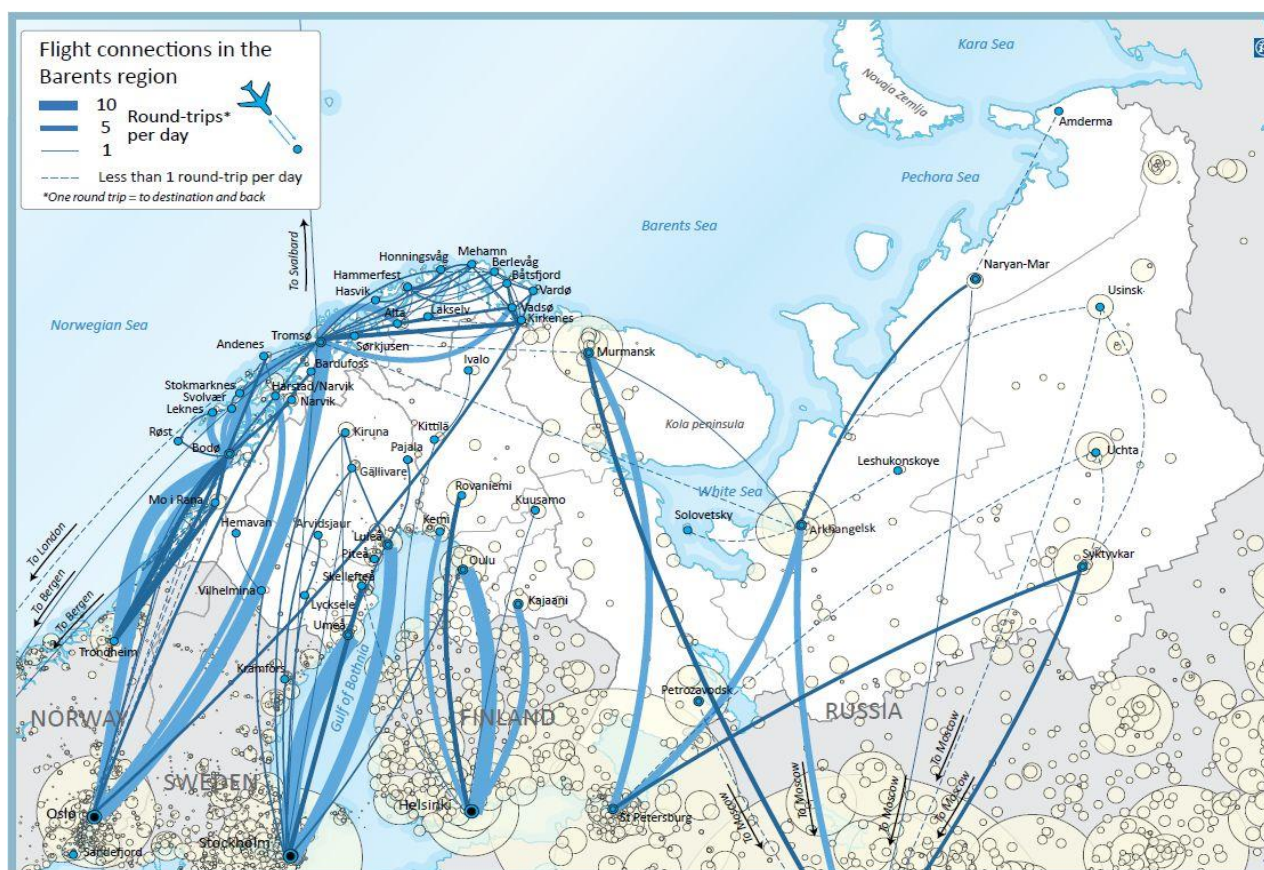 Flight connections in the
Barents region
10
5
1
Round-trips*
per day
Less than 1 round-trip per day
*One round trip = to destination and back
Kara Sea
Novaja Zemlja
Amderma
Pechora Sea
Barents Sea
To Svalbard
Norwegian Sea
Honningsvåg
Mehamn
Berlevåg
Hammerfest
Båtsfjord
Hasvik
Vardø
Naryan-Mar
Usinsk
Alta
Lakselv
Vadsø
Kirkenes
Tromsø
Sørkjusen
Andenes
Murmansk
Bardufoss
Ivalo
Stokmarknes
Harstad/Narvik
Svolvær
Narvik
Leknes
Kola peninsula
Røst
Kiruna
Kittilä
Bodø
Pajala
Uchta
Gällivare
Leshukonskoye
Rovaniemi
White Sea
Mo i Rana
Kuusamo
Hemavan
Arvidsjaur
Kemi
Solovetsky
Arkhangelsk
Luleå
Piteå
Oulu
Syktyvkar
To London
To Bergen
To Bergen
Skellefteå
Vilhelmina
Lycksele
Kajaani
Umeå
Trondheim
Kramfors
Gulf of Bothnia
Petrozavodsk
NORWAY
FINLAND
RUSSIA
SWEDEN
Oslo
Helsinki
St Petersburg
Sandefjord
Stockholm
To Moscow
To Moscow
To Moscow
To Moscow
To Moscow